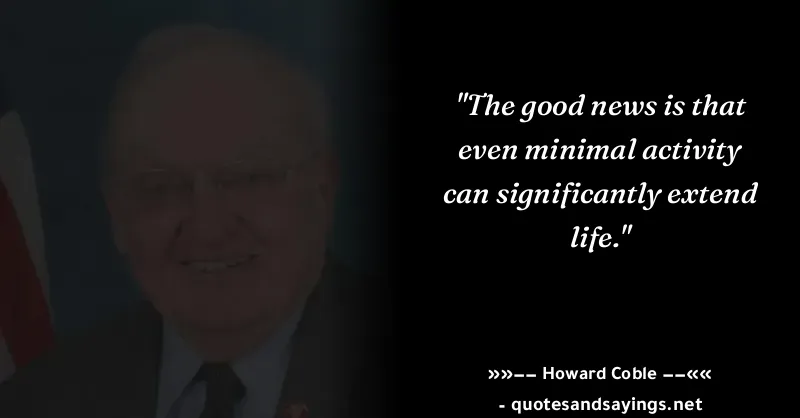 "The good news is that
even minimal activity
can significantly extend
life."
»»–– Howard Coble ––««
- quotesandsayings.net